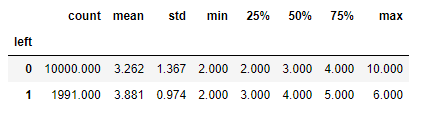 count mean std min 25% 50% 75% max
left
0 10000.000 3.262 1.367 2.000 2.000 3.000 4.000 10.000
1 1991.000 3.881 0.974 2.000 3.000 4.000 5.000 6.000